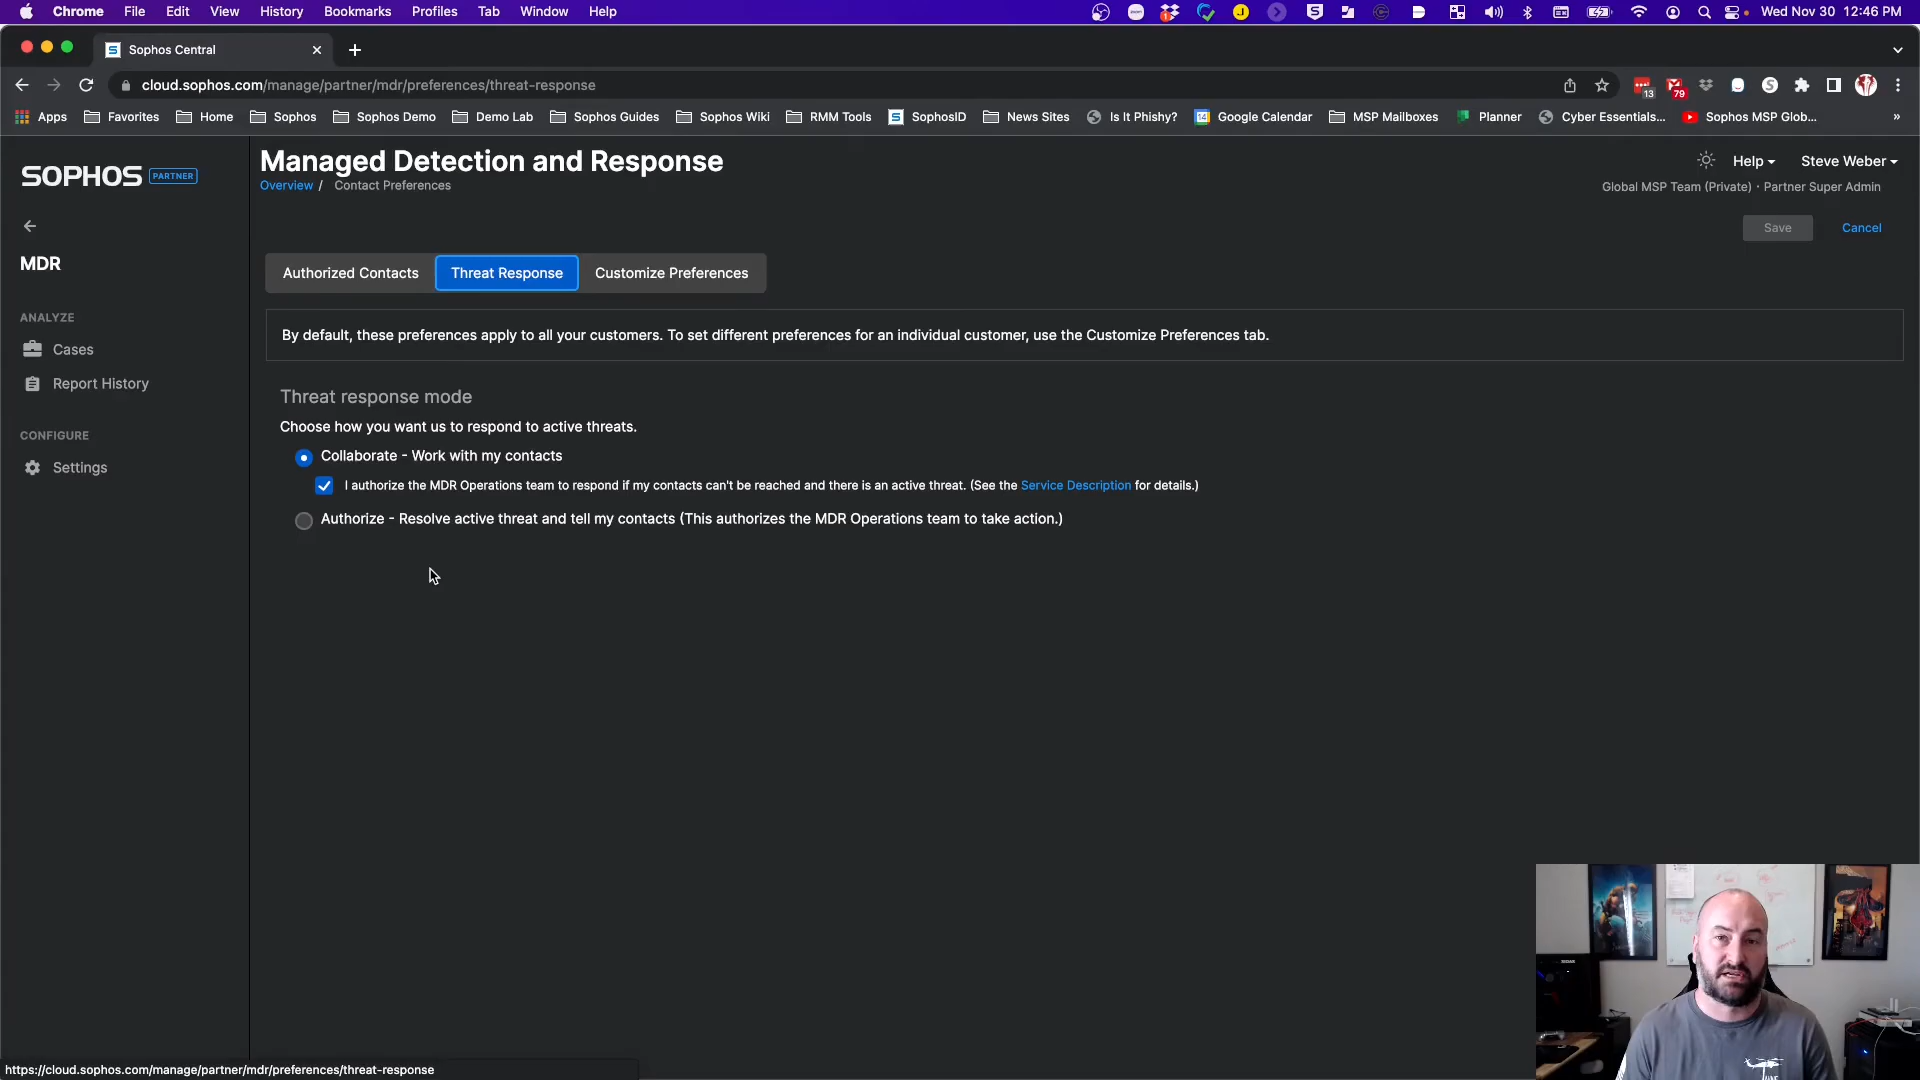 Chrome File Edit View History Bookmarks Profiles Tab Window Help Wed Nov 30 12:46 PM
Sophos Central
cloud.sophos.com/manage/partner/mdr/preferences/threat-response 13 79
Apps Favorites Home Sophos Sophos Demo Demo Lab Sophos Guides Sophos Wiki RMM Tools SophosID News Sites Is It Phishy? 14 Google Calendar MSP Mailboxes Planner Cyber Essentials... Sophos MSP Glob... »
SOPHOS PARTNER
Managed Detection and Response
Overview / Contact Preferences
Help Steve Weber
Global MSP Team (Private) · Partner Super Admin
Save Cancel
MDR
ANALYZE
Cases
Report History
CONFIGURE
Settings
Authorized Contacts Threat Response Customize Preferences
By default, these preferences apply to all your customers. To set different preferences for an individual customer, use the Customize Preferences tab.
Threat response mode
Choose how you want us to respond to active threats.
Collaborate - Work with my contacts
I authorize the MDR Operations team to respond if my contacts can't be reached and there is an active threat. (See the Service Description for details.)
Authorize - Resolve active threat and tell my contacts (This authorizes the MDR Operations team to take action.)
https://cloud.sophos.com/manage/partner/mdr/preferences/threat-response